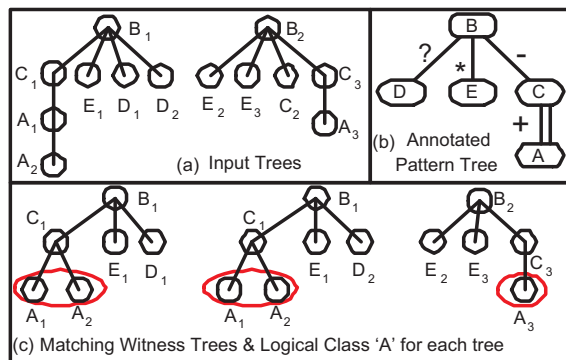 B1
C1
E1 D1 D2
A1
A2
B2
C3
E2 E3 C2
A3
(a) Input Trees
B
?
*
-
D E C
+
A
(b) Annotated
Pattern Tree
B1
C1
E1 D1
A1 A2
B1
C1
E1 D2
A1 A2
B2
E2 E3 C3
A3
(c) Matching Witness Trees & Logical Class 'A' for each tree